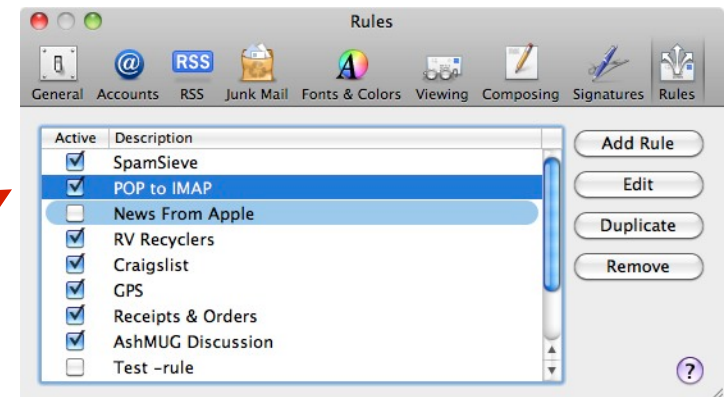 Rules
@ RSS A
General Accounts RSS Junk Mail Fonts & Colors Viewing Composing Signatures Rules
Active Description
SpamSieve
POP to IMAP
News From Apple
RV Recyclers
Craigslist
GPS
Receipts & Orders
AshMUG Discussion
Test -rule
Add Rule
Edit
Duplicate
Remove
?